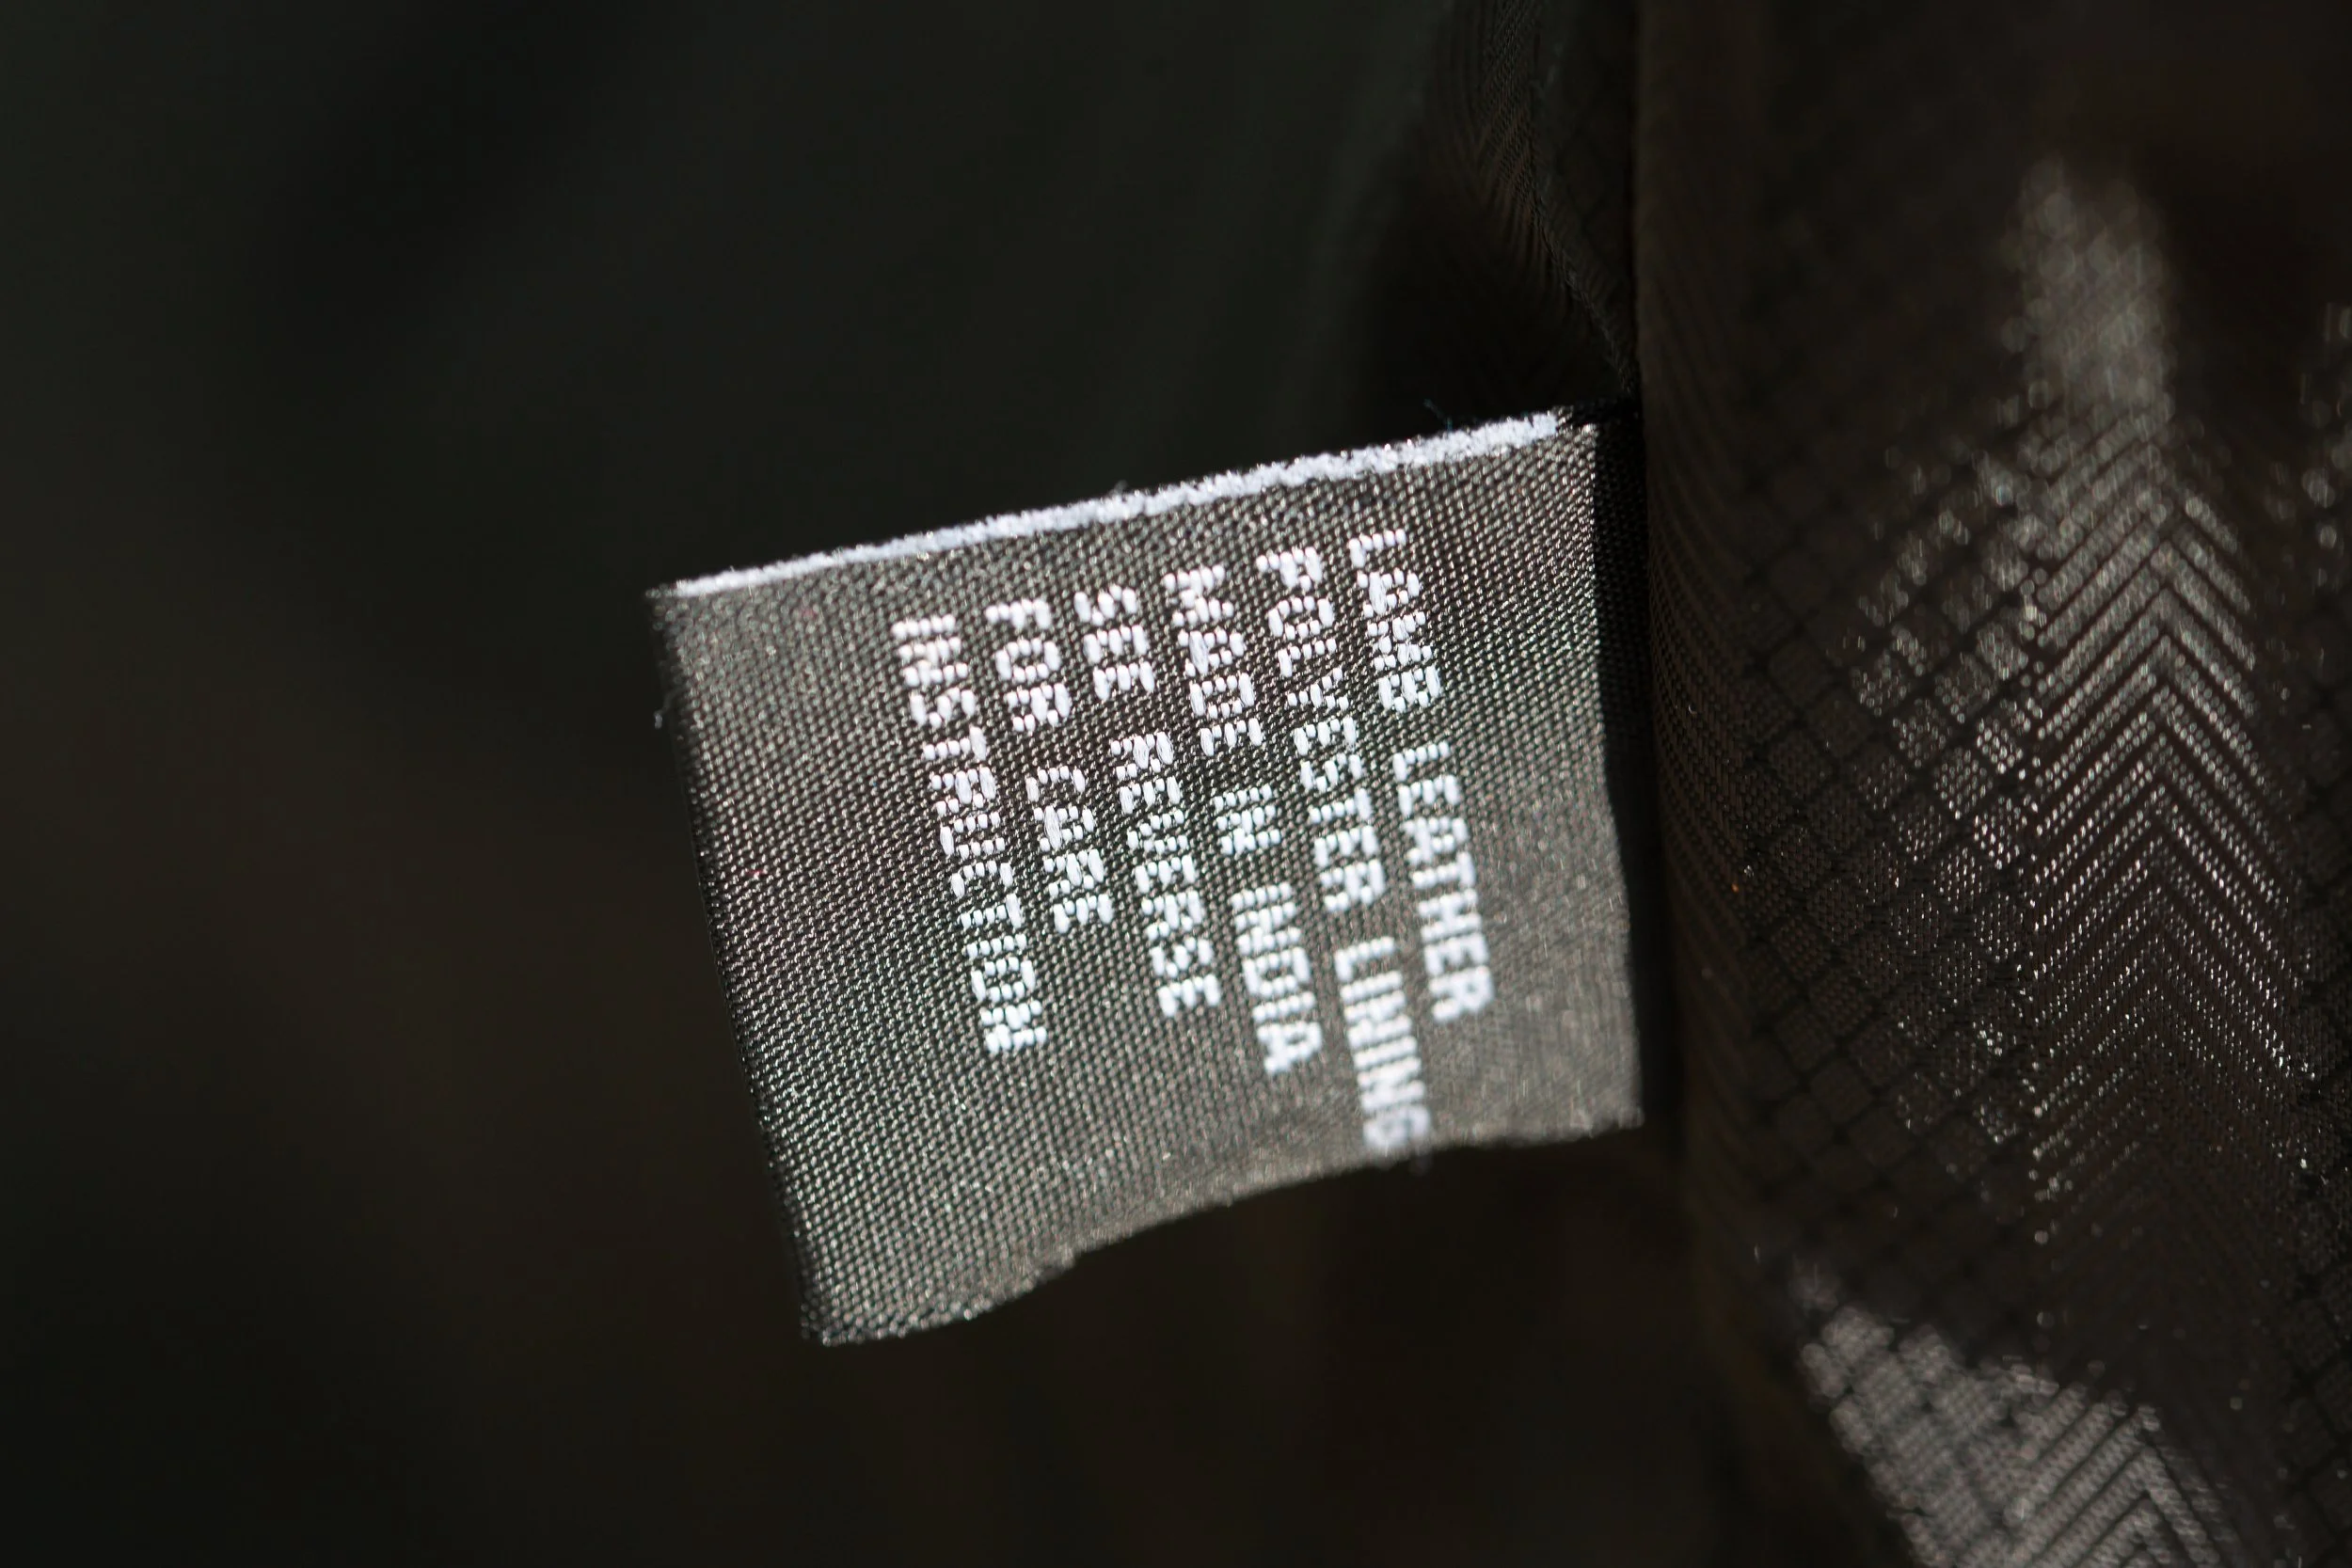 LAMB LEATHER
POLYESTER LINING
MADE IN INDIA
SEE REVERSE
FOR CARE
INSTRUCTION